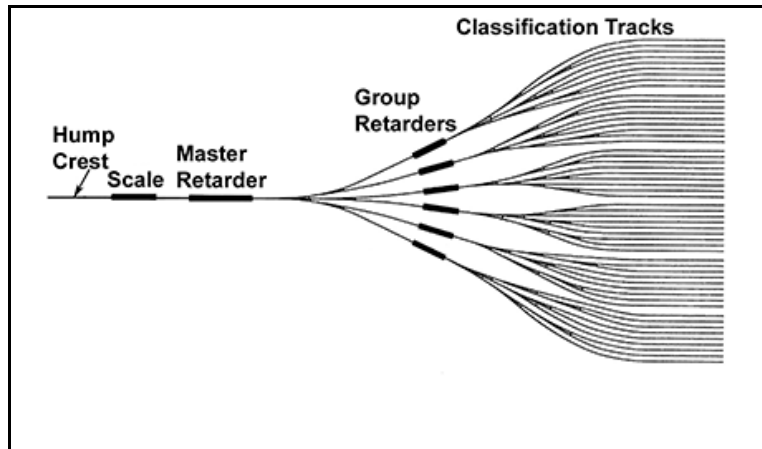 Classification Tracks
Group
Retarders
Hump
Crest
Scale
Master
Retarder